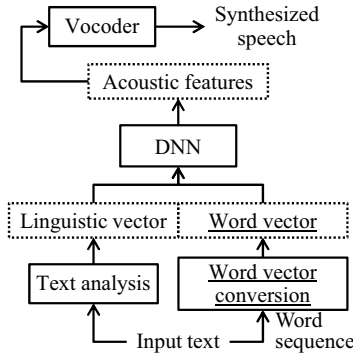 Vocoder
Synthesized
speech
Acoustic features
DNN
Linguistic vector
Word vector
Text analysis
Word vector
conversion
Input text
Word
sequence